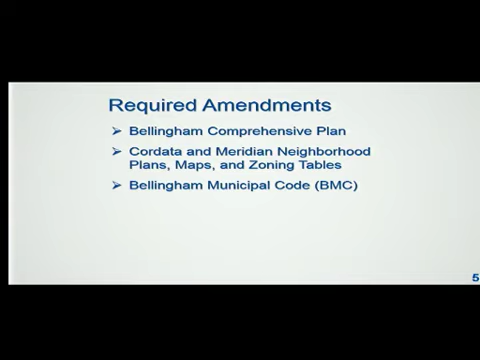 Required Amendments
➢ Bellingham Comprehensive Plan
➢ Cordata and Meridian Neighborhood
Plans, Maps, and Zoning Tables
➢ Bellingham Municipal Code (BMC)
5